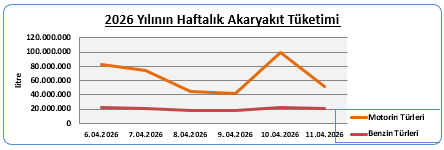 2026 Yılının Haftalık Akaryakıt Tüketimi
120.000.000
100.000.000
80.000.000
60.000.000
40.000.000
20.000.000
0
litre
6.04.2026 7.04.2026 8.04.2026 9.04.2026 10.04.2026 11.04.2026
Motorin Türleri
Benzin Türleri